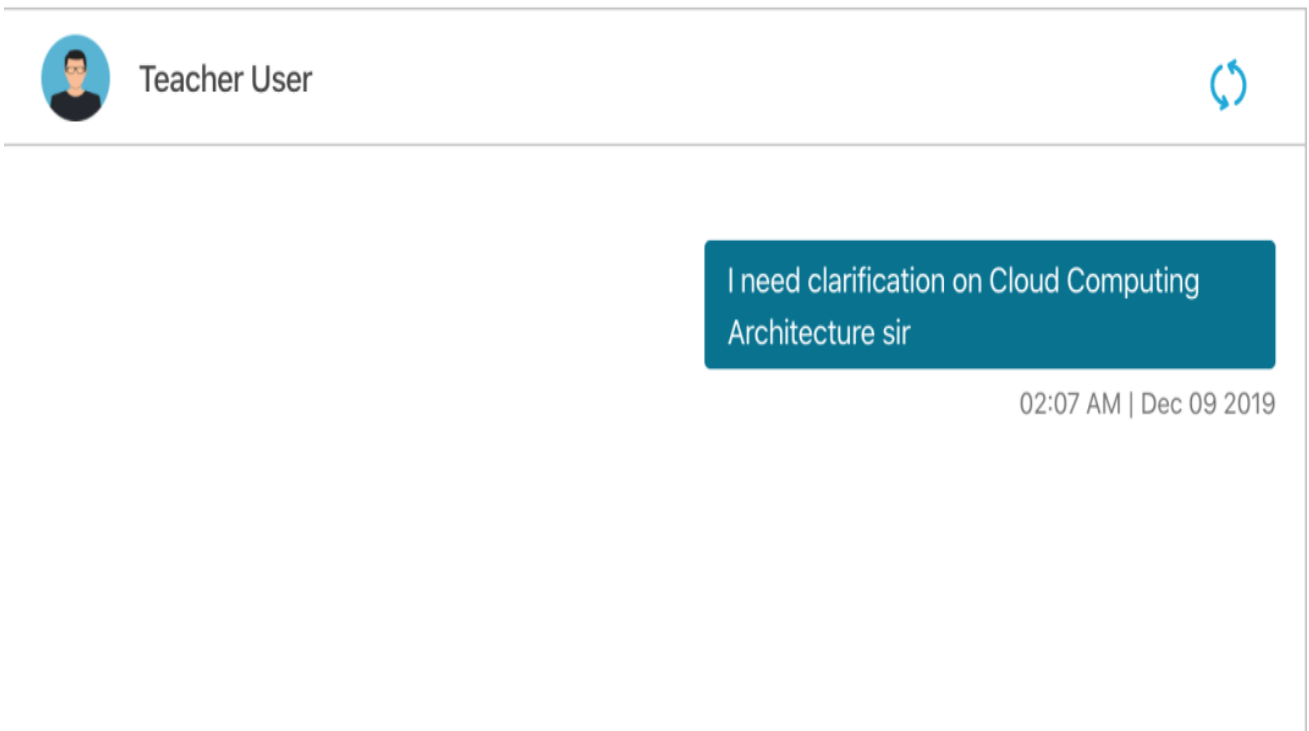 Teacher User
I need clarification on Cloud Computing
Architecture sir
02:07 AM | Dec 09 2019